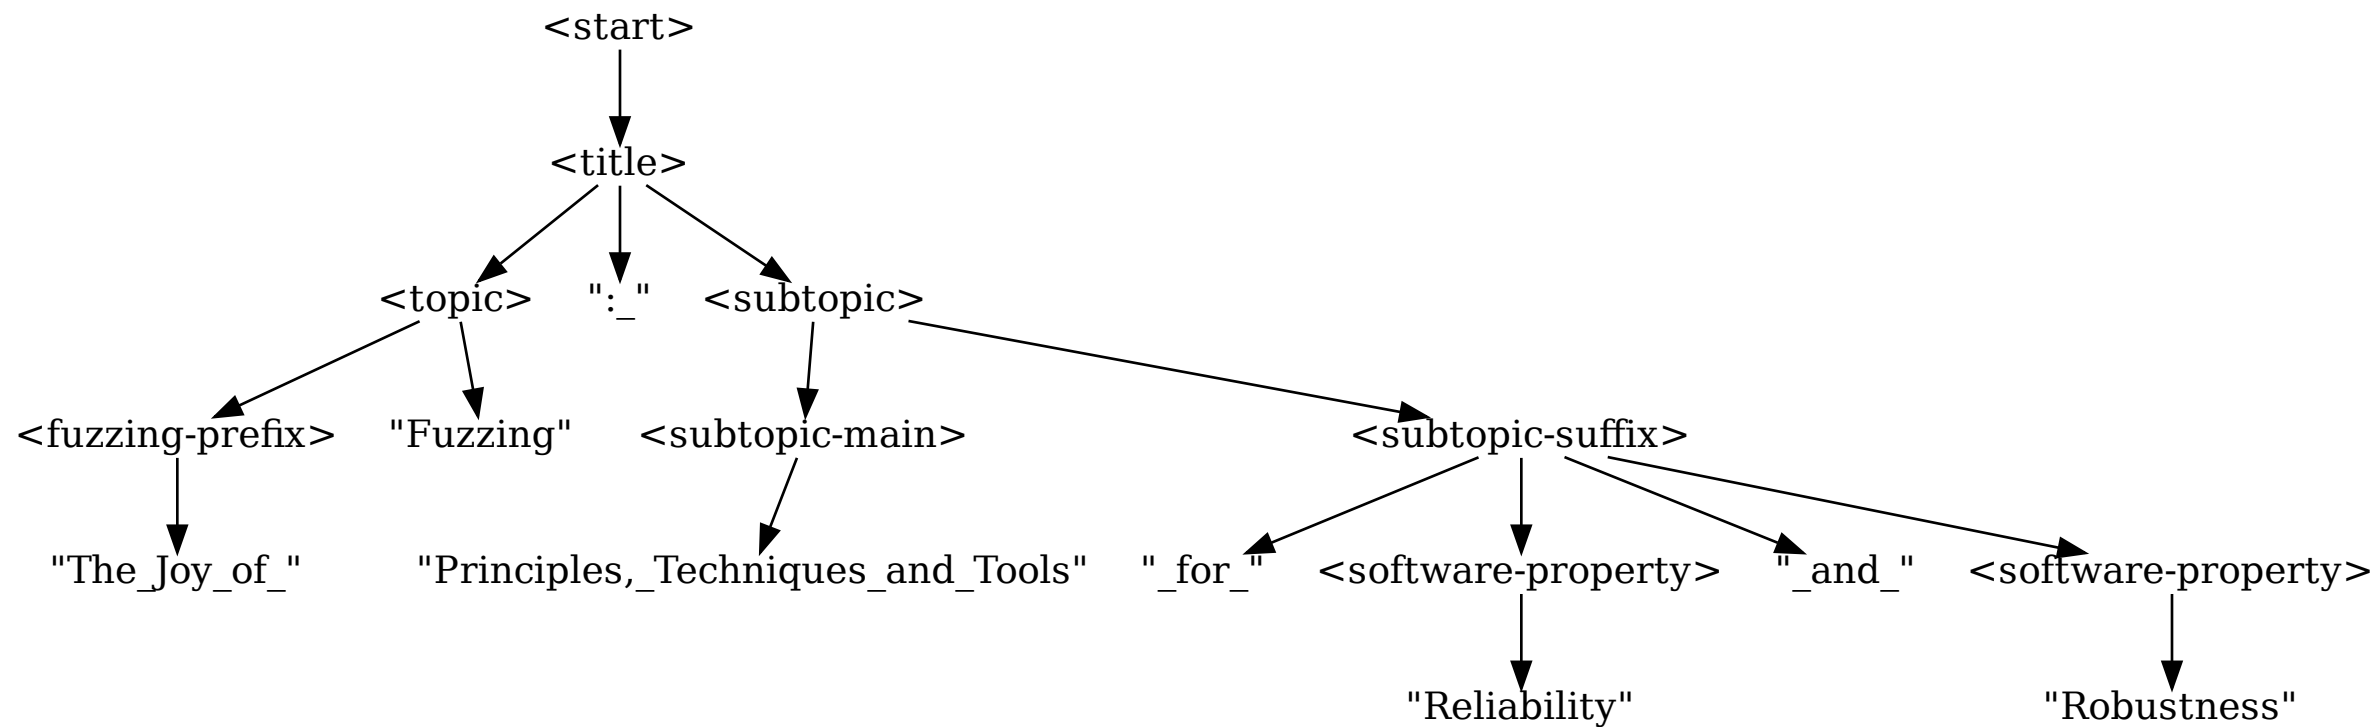 <start>
<title>
<topic> ":_" <subtopic>
<fuzzing-prefix> "Fuzzing" <subtopic-main> <subtopic-suffix>
"The_Joy_of_" "Principles,_Techniques_and_Tools" "_for_" <software-property> "_and_" <software-property>
"Reliability" "Robustness"